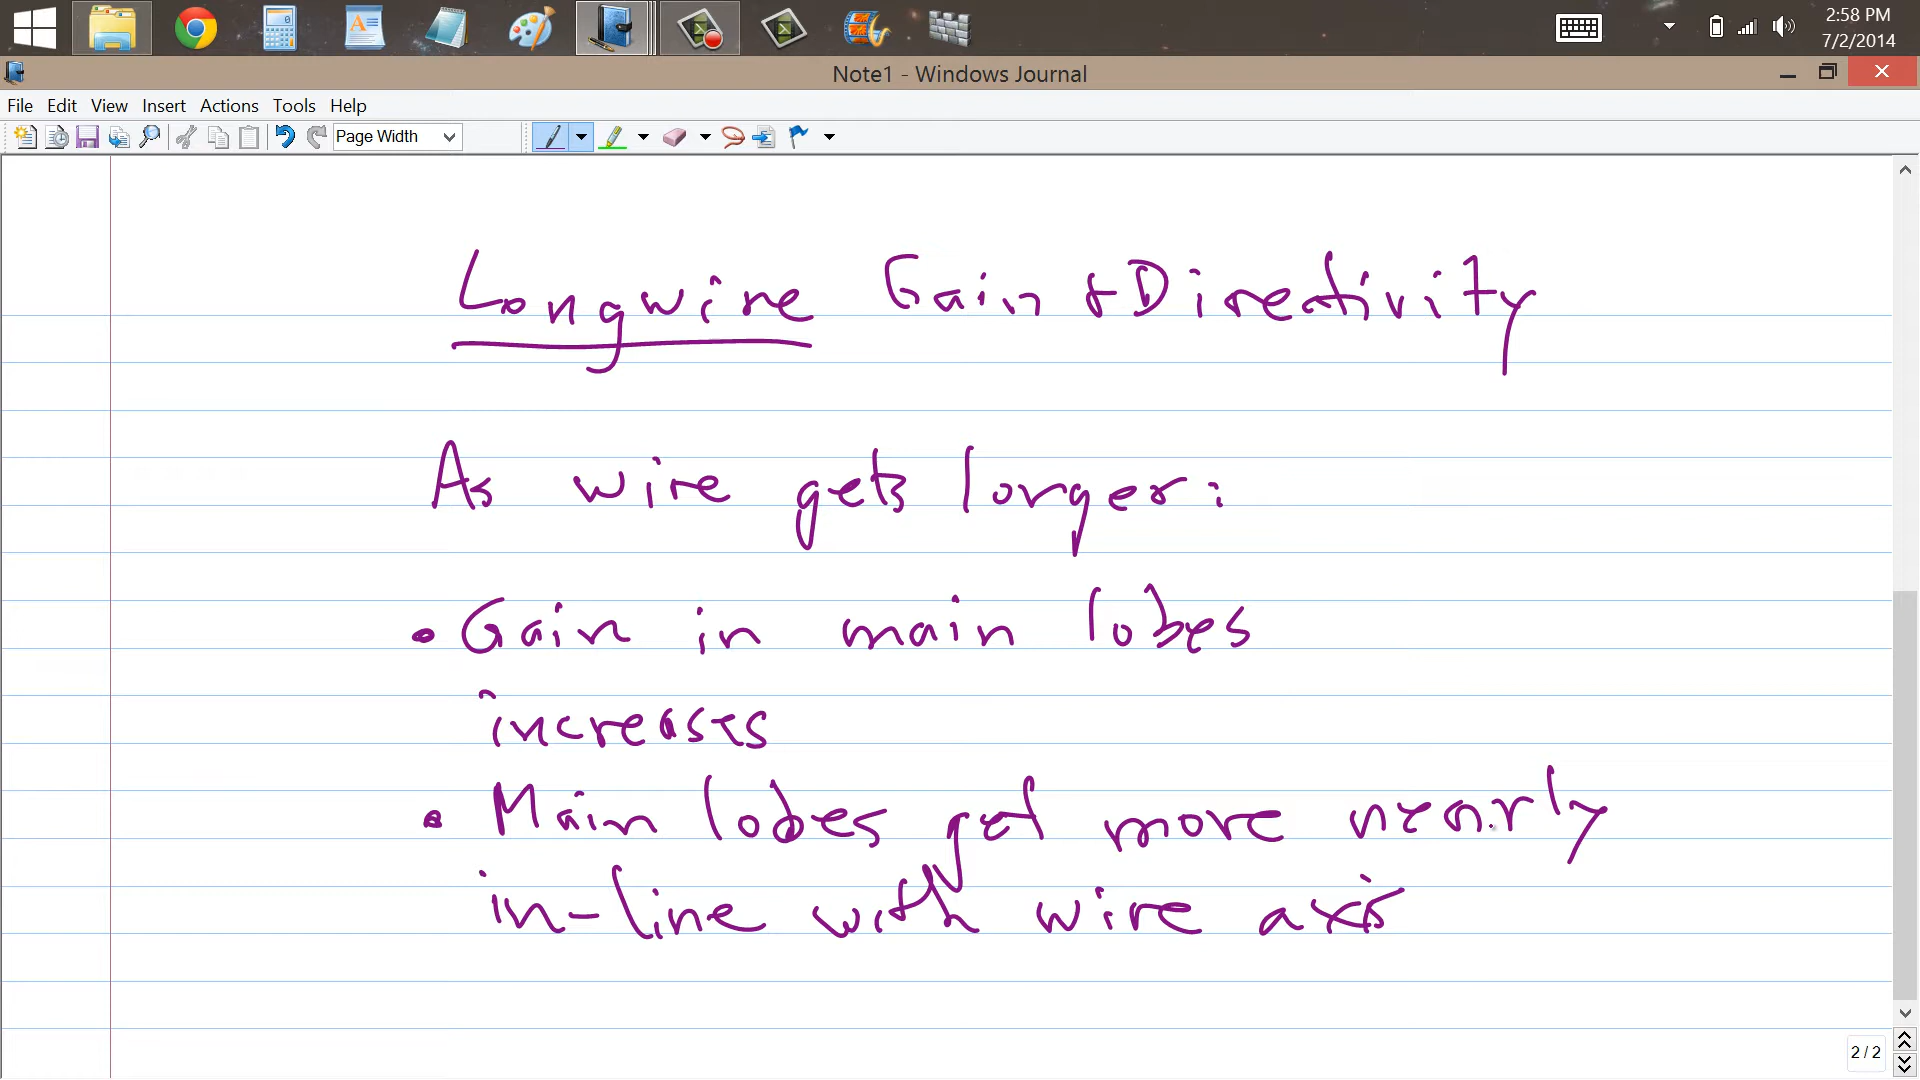 2:58 PM
7/2/2014
Note1 - Windows Journal
File Edit View Insert Actions Tools Help
Page Width
Longwire Gain & Directivity
As wire gets longer:
• Gain in main lobes
increases
• Main lobes get more nearly
in-line with wire axis
2 / 2